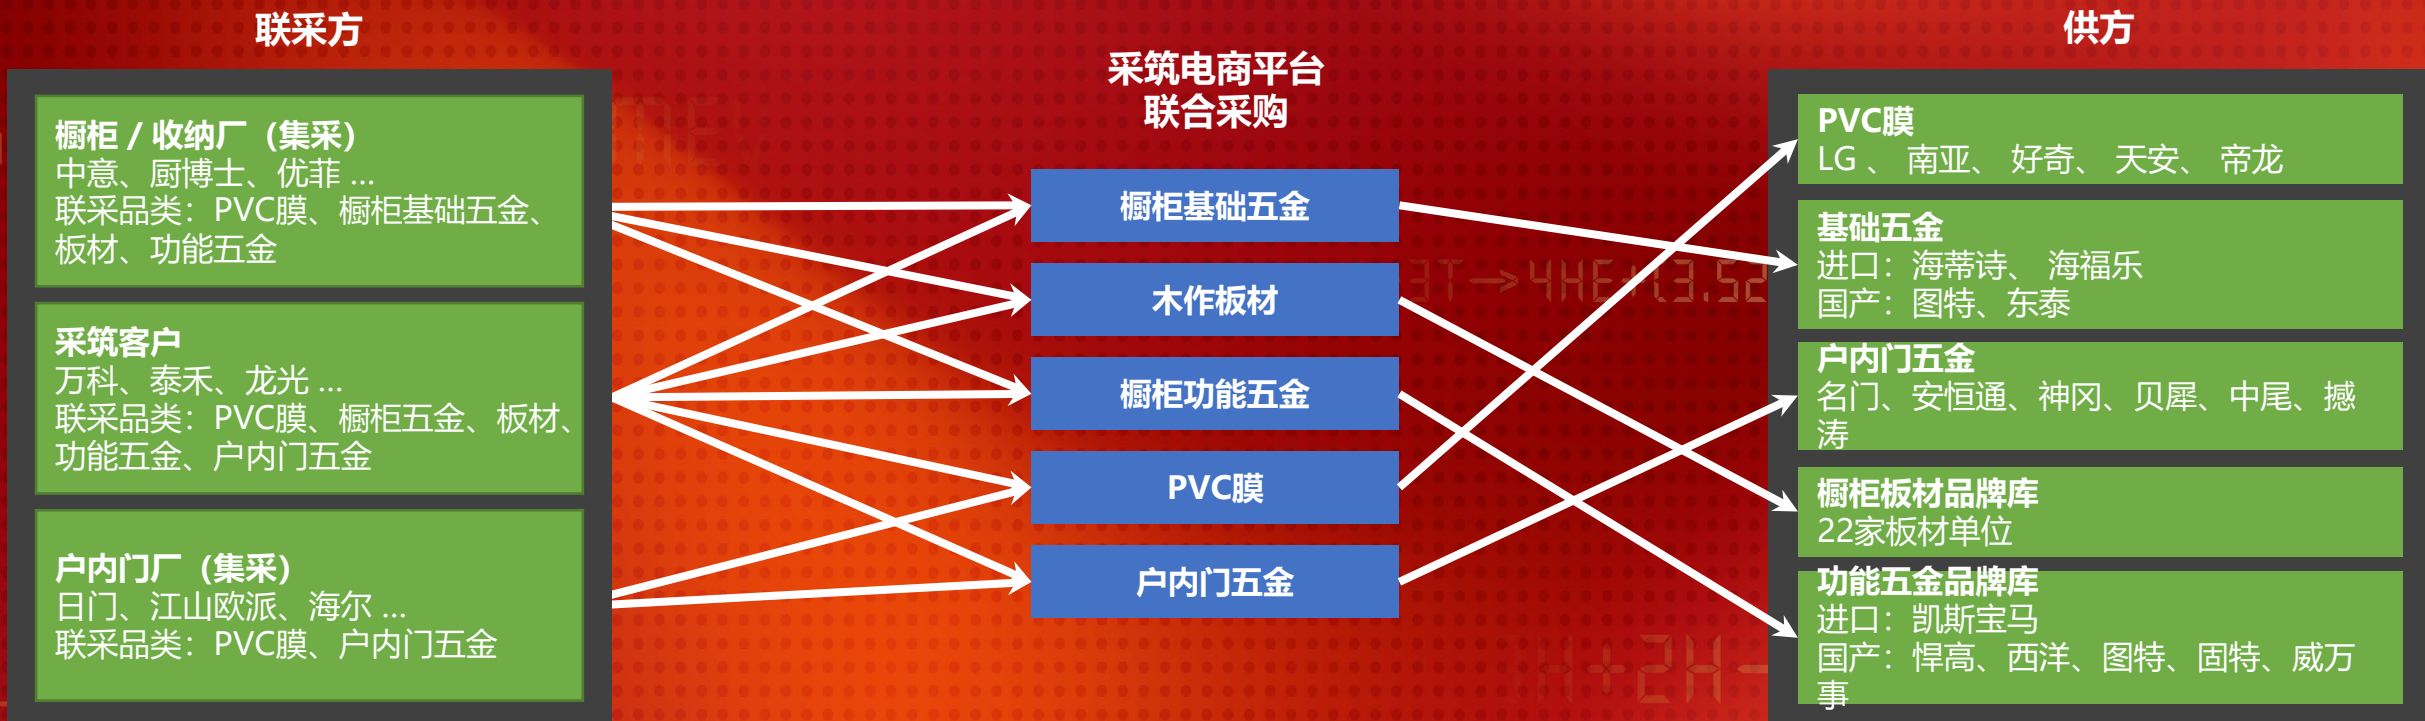 联采方
橱柜 / 收纳厂（集采）
中意、厨博士、优菲 ...
联采品类：PVC膜、橱柜基础五金、
板材、功能五金
采筑客户
万科、泰禾、龙光 ...
联采品类：PVC膜、橱柜五金、板材、
功能五金、户内门五金
户内门厂（集采）
日门、江山欧派、海尔 ...
联采品类：PVC膜、户内门五金
采筑电商平台
联合采购
橱柜基础五金
木作板材
橱柜功能五金
PVC膜
户内门五金
3T→4HE+(3.52
H+2H-
供方
PVC膜
LG 、 南亚、 好奇、 天安、 帝龙
基础五金
进口：海蒂诗、 海福乐
国产：图特、东泰
户内门五金
名门、安恒通、神冈、贝犀、中尾、撼
涛
橱柜板材品牌库
22家板材单位
功能五金品牌库
进口：凯斯宝马
国产：悍高、西洋、图特、固特、威万
事